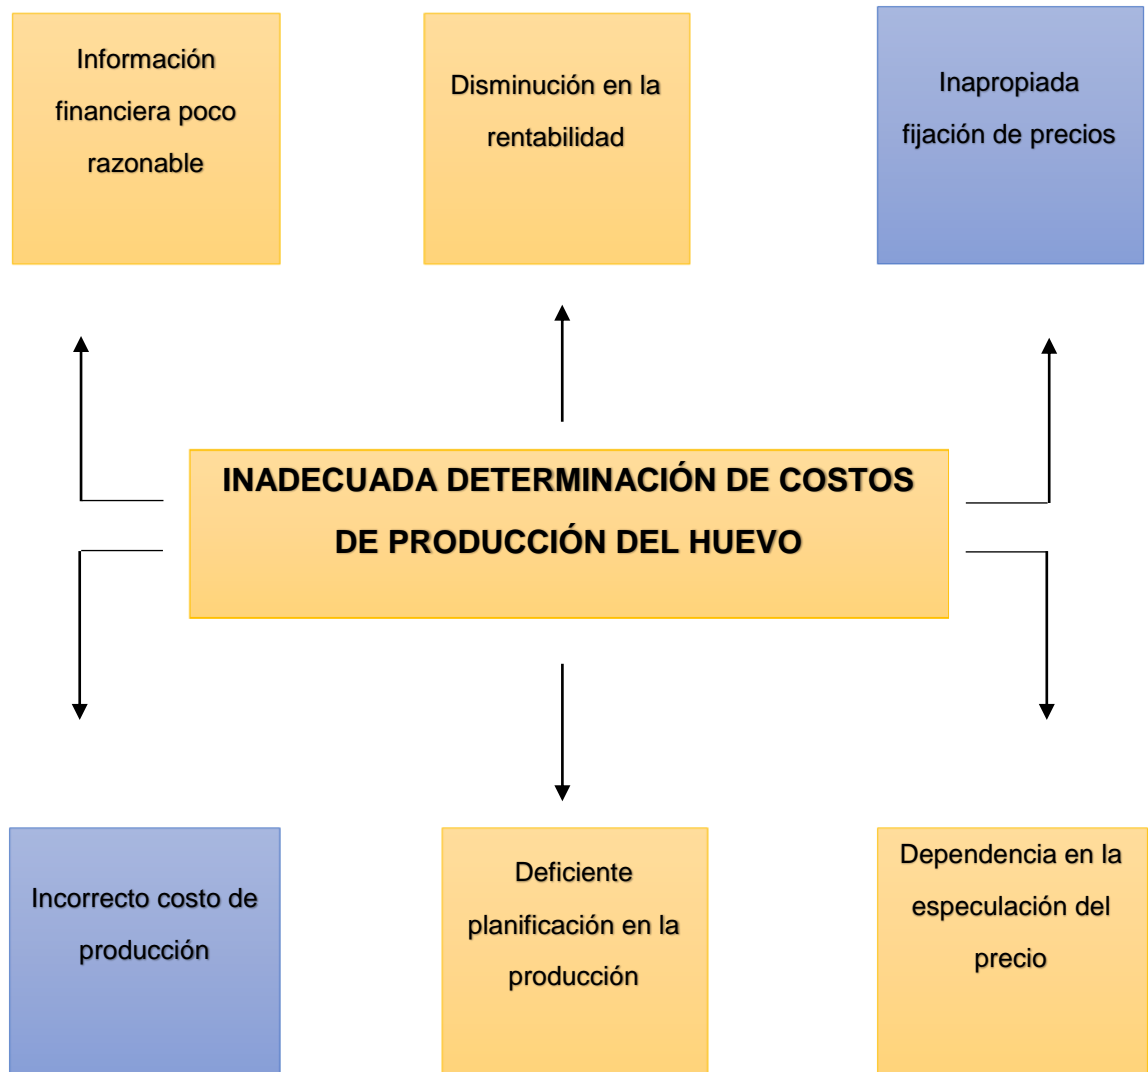 Información
financiera poco
razonable
Disminución en la
rentabilidad
Inapropiada
fijación de precios
INADECUADA DETERMINACIÓN DE COSTOS
DE PRODUCCIÓN DEL HUEVO
Incorrecto costo de
producción
Deficiente
planificación en la
producción
Dependencia en la
especulación del
precio